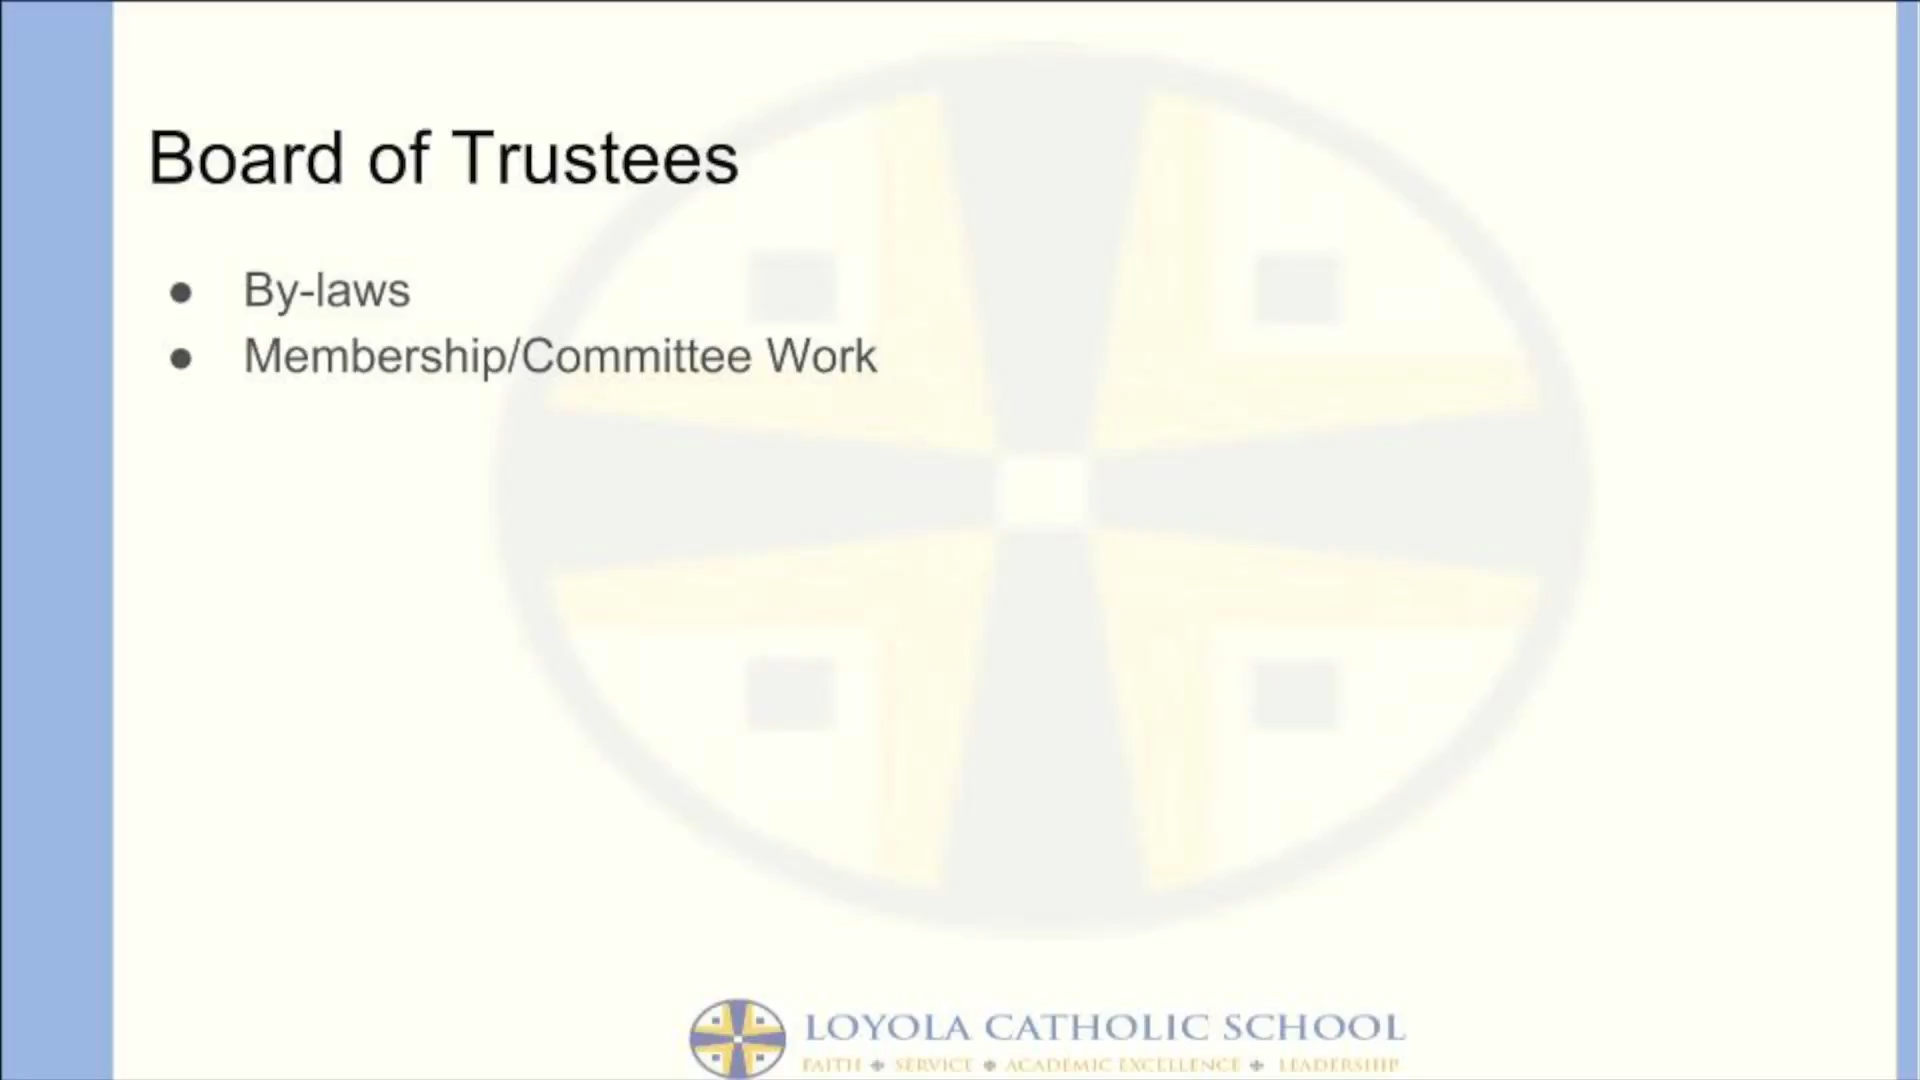 Board of Trustees
● By-laws
● Membership/Committee Work
LOYOLA CATHOLIC SCHOOL
FAITH ✦ SERVICE ✦ ACADEMIC EXCELLENCE ✦ LEADERSHIP